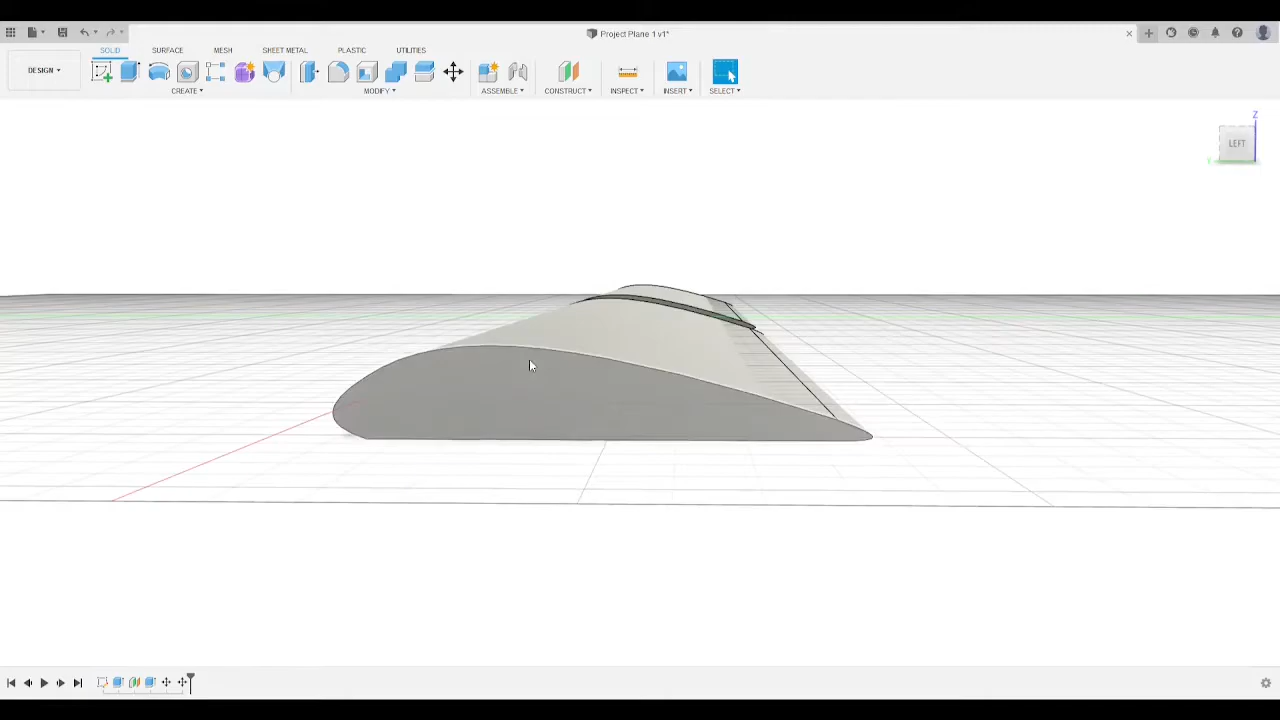 Project Plane 1 v1*
SOLID SURFACE MESH SHEET METAL PLASTIC UTILITIES
DESIGN
CREATE MODIFY ASSEMBLE CONSTRUCT INSPECT INSERT SELECT
Z
LEFT
Y